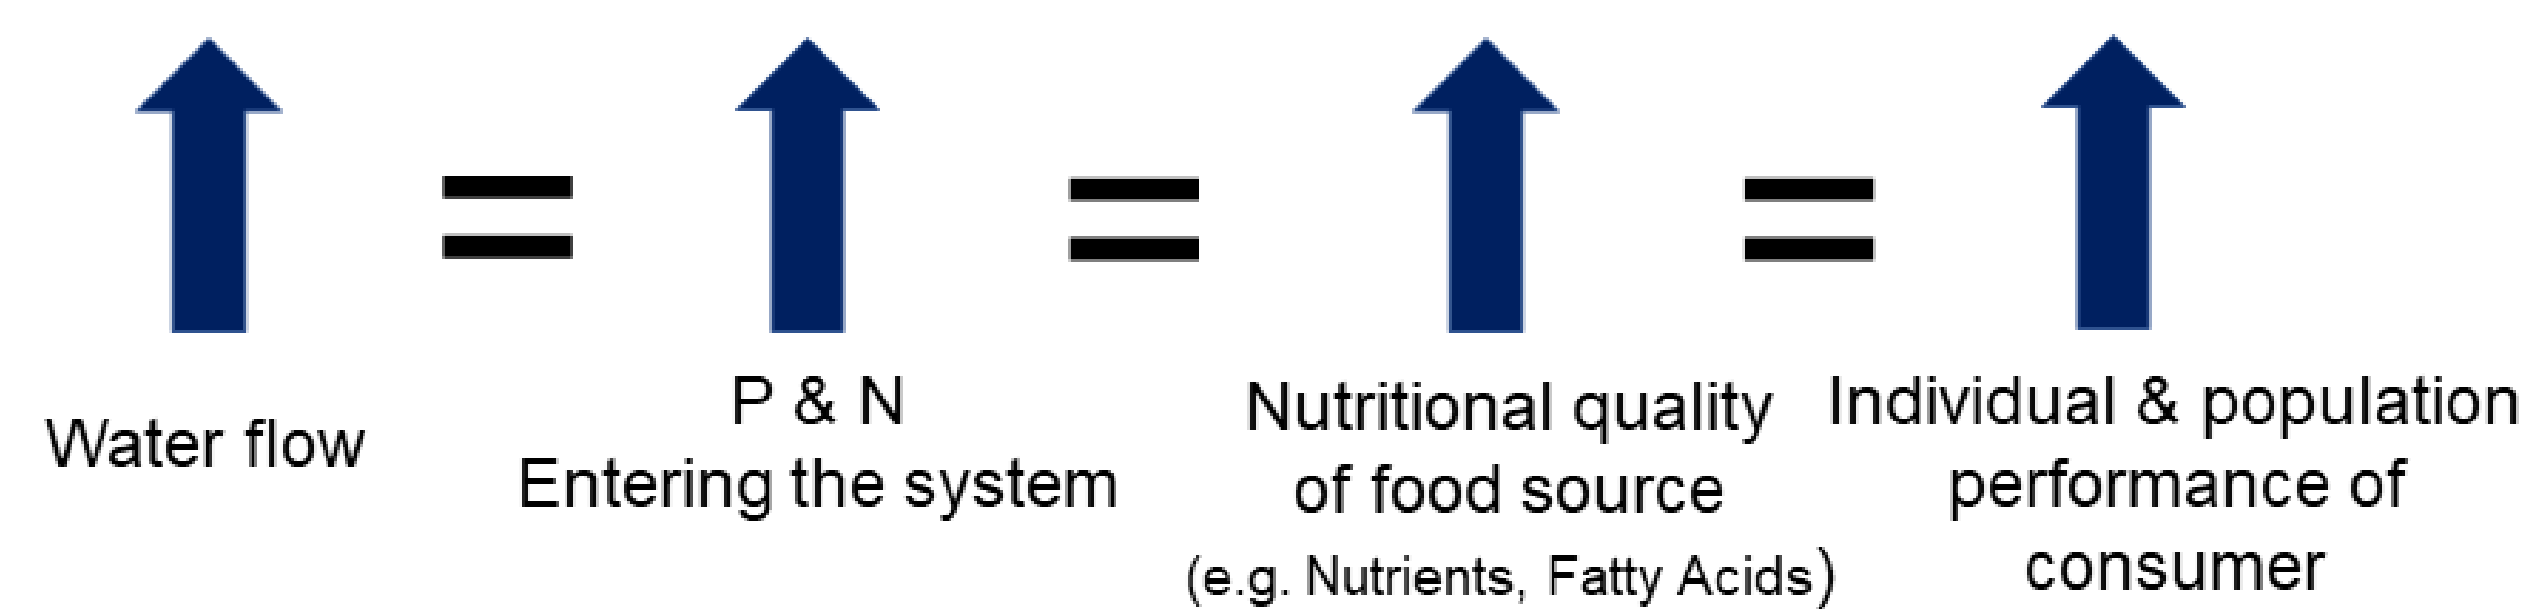 Water flow
P & N
Entering the system
Nutritional quality
of food source
(e.g. Nutrients, Fatty Acids)
Individual & population
performance of
consumer